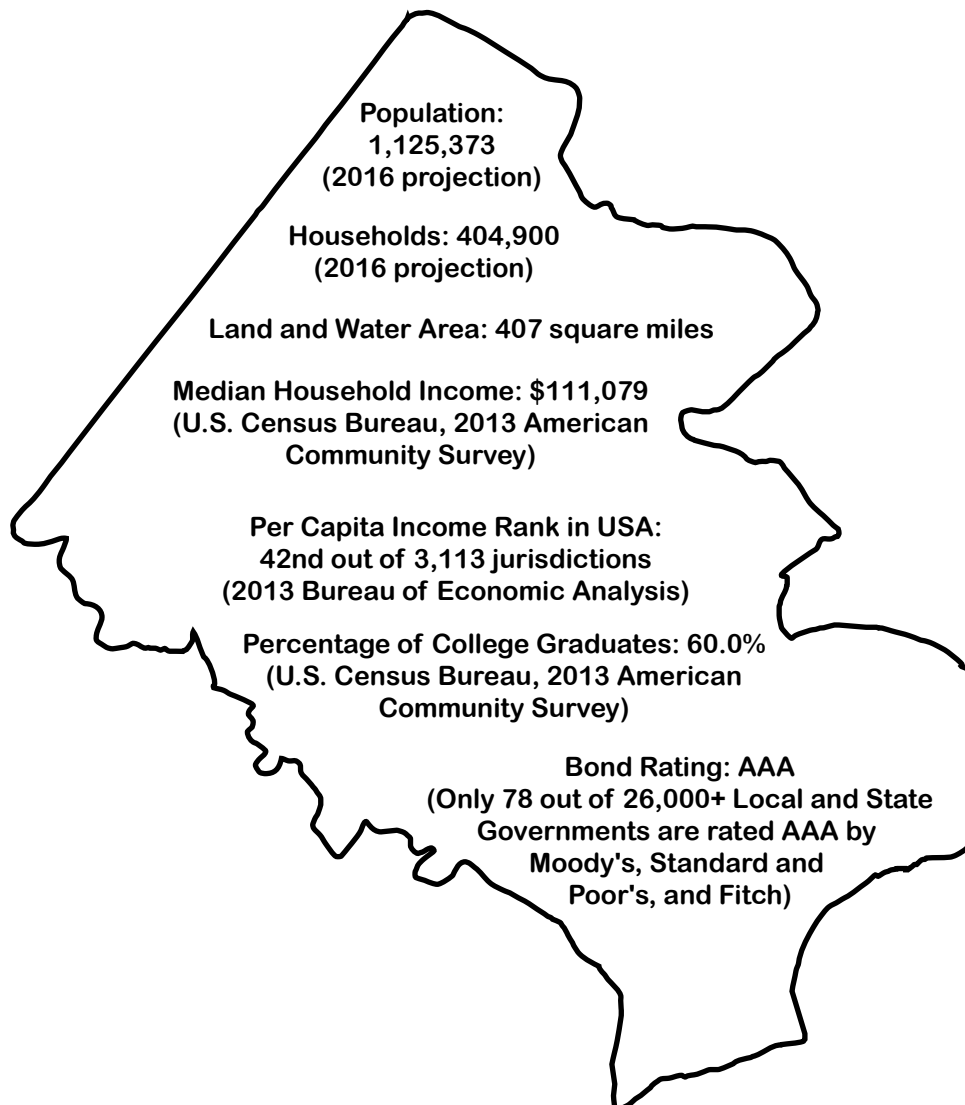 Population:
1,125,373
(2016 projection)
Households: 404,900
(2016 projection)
Land and Water Area: 407 square miles
Median Household Income: $111,079
(U.S. Census Bureau, 2013 American
Community Survey)
Per Capita Income Rank in USA:
42nd out of 3,113 jurisdictions
(2013 Bureau of Economic Analysis)
Percentage of College Graduates: 60.0%
(U.S. Census Bureau, 2013 American
Community Survey)
Bond Rating: AAA
(Only 78 out of 26,000+ Local and State
Governments are rated AAA by
Moody's, Standard and
Poor's, and Fitch)